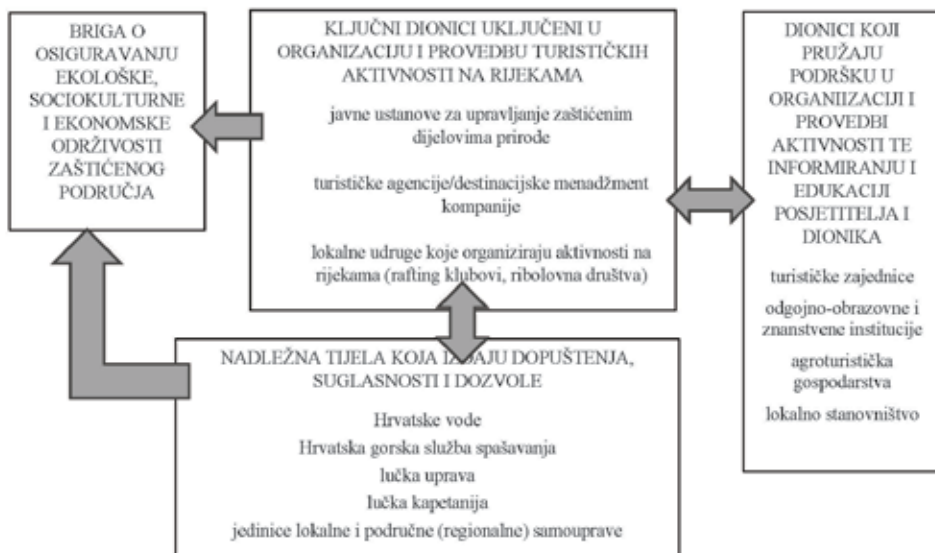 BRIGA O
OSIGURAVANJU
EKOLOŠKE,
SOCIOKULTURNE
I EKONOMSKE
ODRŽIVOSTI
ZAŠTIĆENOG
PODRUČJA
KLJUČNI DIONICI UKLJUČENI U
ORGANIZACIJU I PROVEDBU TURISTIČKIH
AKTIVNOSTI NA RIJEKAMA
javne ustanove za upravljanje zaštićenim
dijelovima prirode
turističke agencije/destinacijske menadžment
kompanije
lokalne udruge koje organiziraju aktivnosti na
rijekama (rafting klubovi, ribolovna društva)
DIONICI KOJI
PRUŽAJU
PODRŠKU U
ORGANIIZACIJI I
PROVEDBI
AKTIVNOSTI TE
INFORMIRANJU I
EDUKACIJI
POSJETITELJA I
DIONIKA
turističke zajednice
odgojno-obrazovne i
znanstvene institucije
agroturistička
gospodarstva
lokalno stanovništvo
NADLEŽNA TIJELA KOJA IZDAJU DOPUŠTENJA,
SUGLASNOSTI I DOZVOLE
Hrvatske vode
Hrvatska gorska služba spašavanja
lučka uprava
lučka kapetanija
jedinice lokalne i područne (regionalne) samouprave